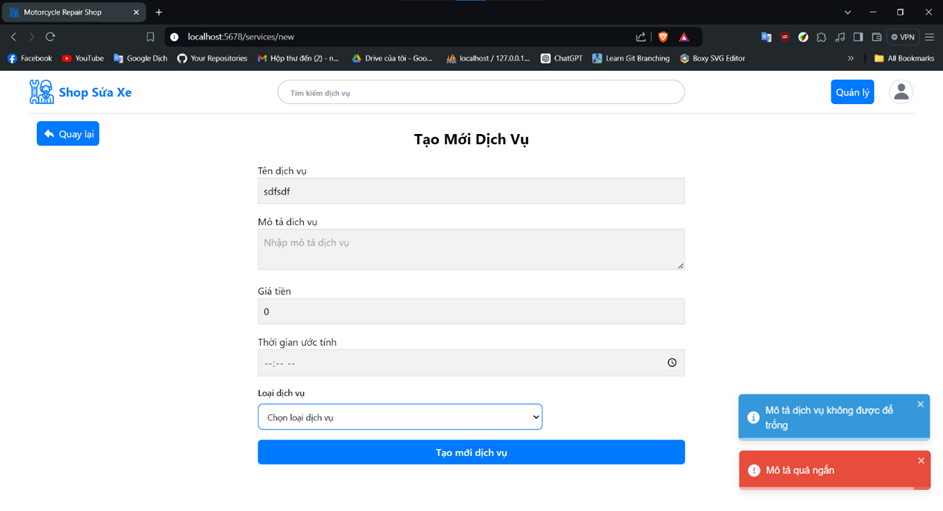 Motorcycle Repair Shop
localhost:5678/services/new
VPN
Facebook YouTube Google Dịch Your Repositories Hộp thư đến (2) - n... Drive của tôi - Goo... localhost / 127.0.0.1... ChatGPT Learn Git Branching Boxy SVG Editor » All Bookmarks
Shop Sửa Xe
Tìm kiếm dịch vụ
Quản lý
Quay lại
Tạo Mới Dịch Vụ
Tên dịch vụ
sdfsdf
Mô tả dich vụ
Nhập mô tả dịch vụ
Giá tiền
0
Thời gian ước tính
--:-- --
Loại dịch vụ
Chọn loại dịch vụ
Tạo mới dịch vụ
Mô tả dịch vụ không được để
trống
Mô tả quá ngắn